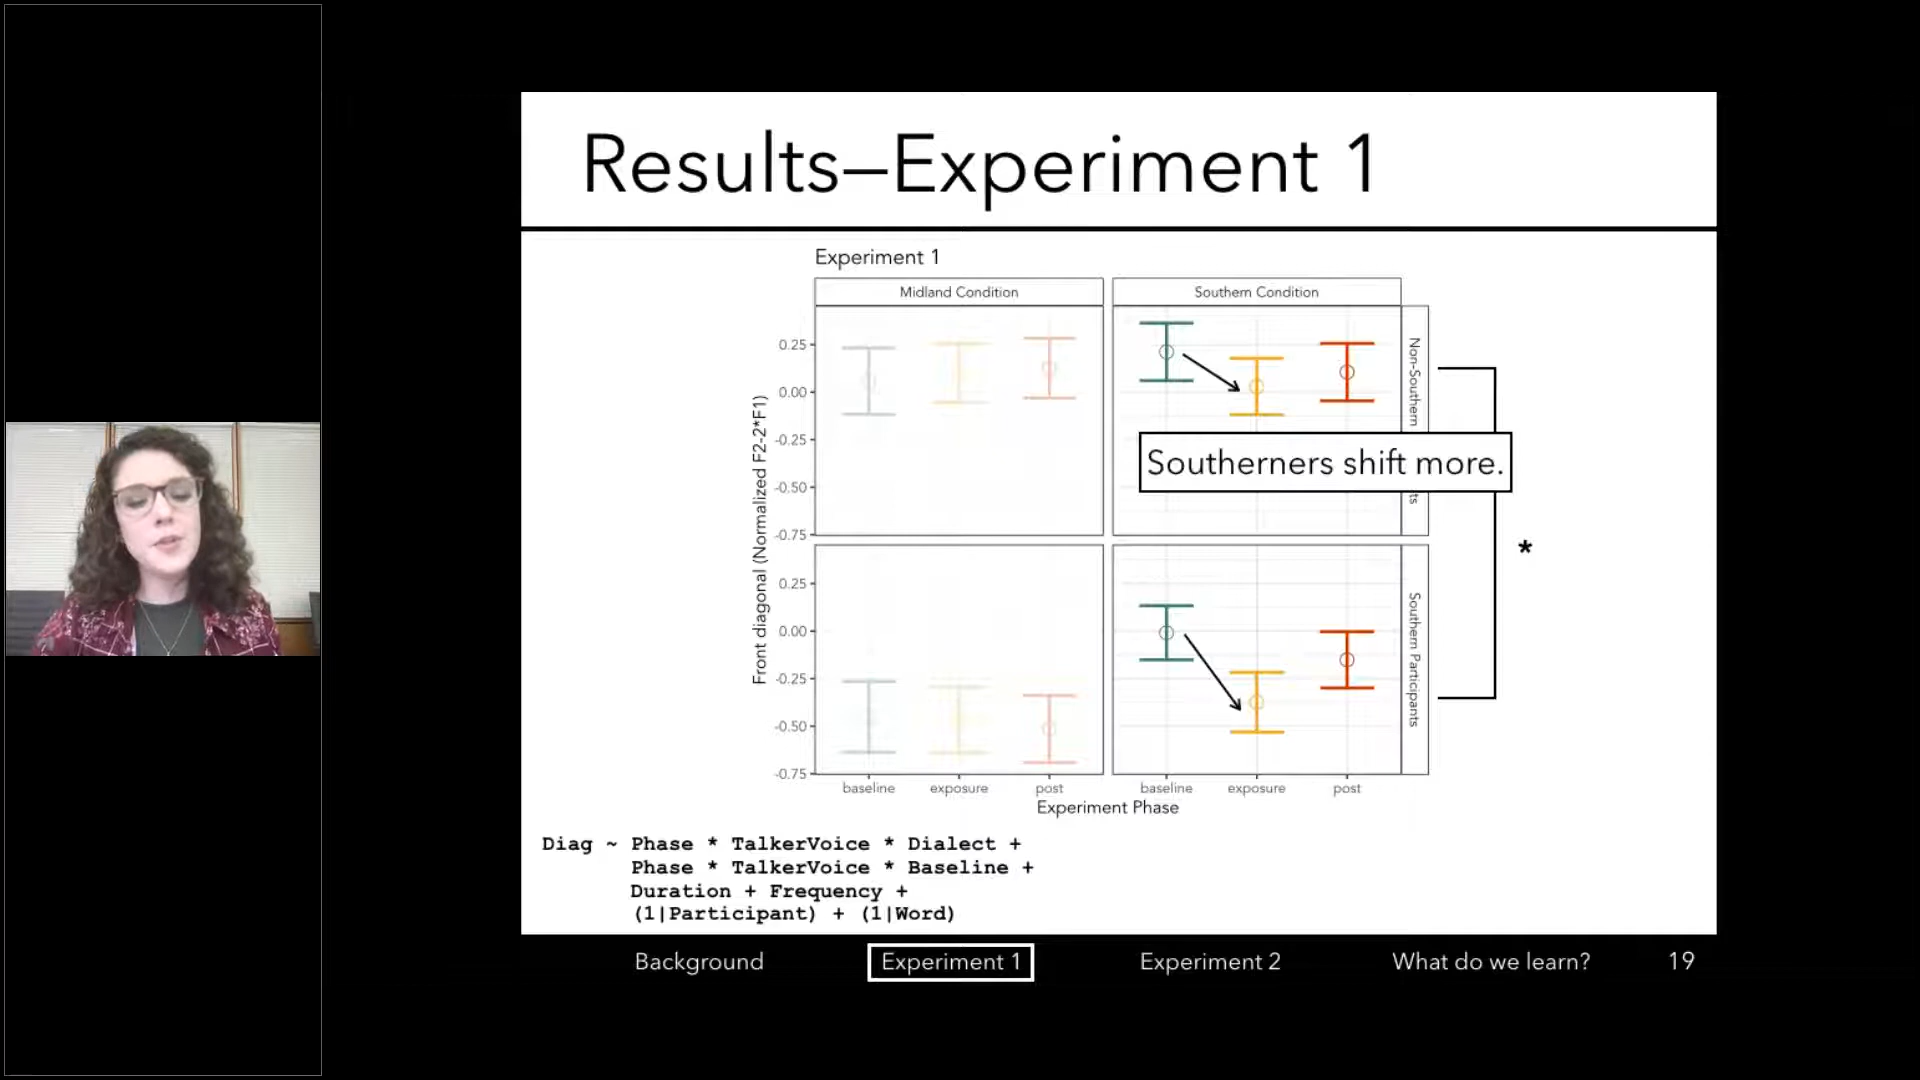 Results—Experiment 1
Experiment 1
Midland Condition
Southern Condition
Front diagonal (Normalized F2-2*F1)
0.25
0.00
-0.25
-0.50
-0.75
Non-Southern
ts
Southerners shift more.
*
0.25
0.00
-0.25
-0.50
-0.75
Southern Participants
baseline exposure post
baseline exposure post
Experiment Phase
Diag ~ Phase * TalkerVoice * Dialect +
Phase * TalkerVoice * Baseline +
Duration + Frequency +
(1|Participant) + (1|Word)
Background Experiment 1 Experiment 2 What do we learn? 19